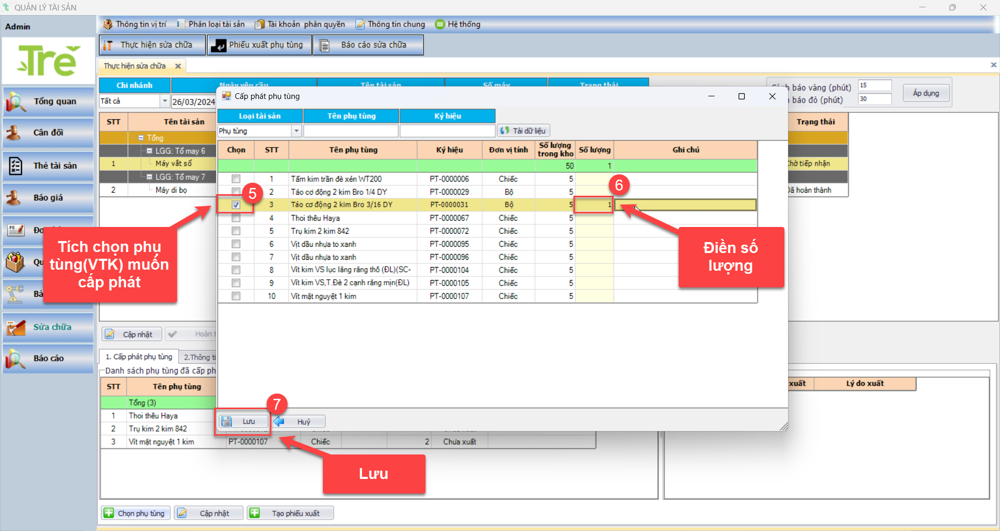 QUẢN LÝ TÀI SẢN
Admin
Thông tin vị trí
Phân loại tài sản
Tài khoản phân quyền
Thông tin chung
Hệ thống
Thực hiện sửa chữa
Phiếu xuất phụ tùng
Báo cáo sửa chữa
Trẻ
Thực hiện sửa chữa
Chi nhánh
Ngày yêu cầu
Tên tài sản
Số máy
Trạng thái
báo vàng (phút)
15
báo đỏ (phút)
30
Áp dụng
Tất cả
26/03/2024
Tổng quan
Cân đối
Thẻ tài sản
Báo giá
Sửa chữa
Báo cáo
STT
Tên tài sản
Trạng thái
Tổng
LGG: Tổ may 6
1
Máy vắt sổ
Chờ tiếp nhận
LGG: Tổ may 7
2
Máy di bọ
Đã hoàn thành
Cấp phát phụ tùng
Loại tài sản
Tên phụ tùng
Ký hiệu
Phụ tùng
Tải dữ liệu
Chọn STT Tên phụ tùng Ký hiệu Đơn vị tính Số lượng trong kho Số lượng Ghi chú
50 1
1 Tấm kim trần đè xén WT200 PT-0000006 Chiếc 5
2 Táo cơ động 2 kim Bro 1/4 DY PT-0000029 Bộ 5
3 Táo cơ động 2 kim Bro 3/16 DY PT-0000031 Bộ 5 1
4 Thoi thêu Haya PT-0000067 Chiếc 5
5 Trụ kim 2 kim 842 PT-0000072 Chiếc 5
6 Vịt dầu nhựa to xanh PT-0000095 Chiếc 5
7 Vịt dầu nhựa to xanh PT-0000096 Chiếc 5
8 Vít kim VS lục lăng răng thô (ĐL)(SC- PT-0000104 Chiếc 5
9 Vít kim VS,T.Đè 2 cạnh răng mịn(ĐL) PT-0000105 Chiếc 5
10 Vít mặt nguyệt 1 kim PT-0000107 Chiếc 5
5
6
7
Tích chọn phụ
tùng(VTK) muốn
cấp phát
Điền số
lượng
Lưu
Huỷ
Lưu
Cập nhật
Hoàn
1. Cấp phát phụ tùng
2.Thông ti
Danh sách phụ tùng đã cấp ph
STT Tên phụ tùng
xuất
Lý do xuất
Tổng (3)
1 Thoi thêu Haya
2 Trụ kim 2 kim 842
3 Vít mặt nguyệt 1 kim PT-0000107 Chiếc 2 Chưa xuất
Chọn phụ tùng
Cập nhật
Tạo phiếu xuất